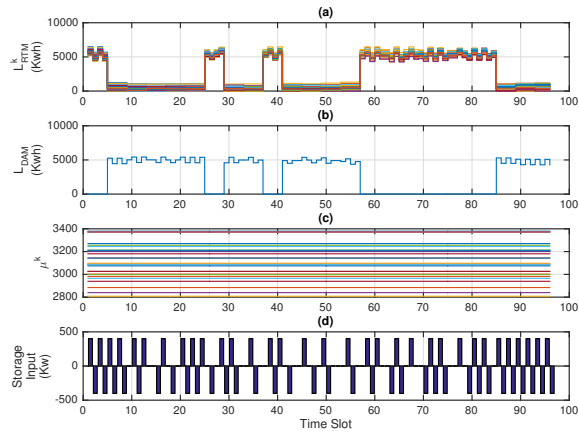 (a)
10000
5000
0
L^k_RTM
(Kwh)
0 10 20 30 40 50 60 70 80 90 100
(b)
10000
5000
0
L_DAM
(Kwh)
0 10 20 30 40 50 60 70 80 90 100
(c)
3400
3200
3000
2800
μ^k
0 10 20 30 40 50 60 70 80 90 100
(d)
500
0
-500
Storage
Input
(Kw)
0 10 20 30 40 50 60 70 80 90 100
Time Slot